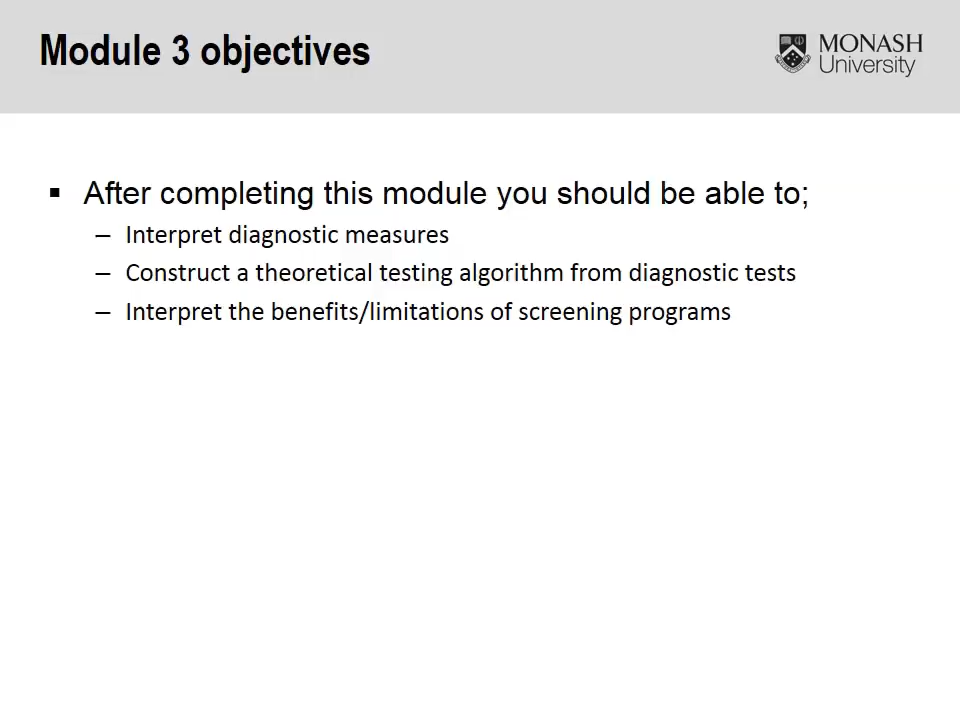 Module 3 objectives
MONASH
University
▪ After completing this module you should be able to;
– Interpret diagnostic measures
– Construct a theoretical testing algorithm from diagnostic tests
– Interpret the benefits/limitations of screening programs